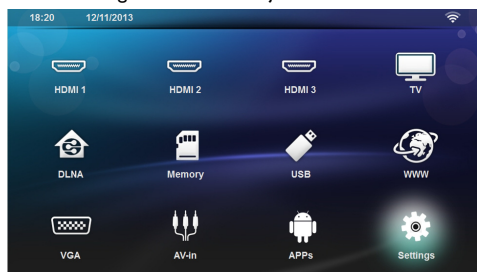 18:20 12/11/2013
HDMI 1 HDMI 2 HDMI 3 TV
DLNA Memory USB WWW
VGA AV-in APPs Settings